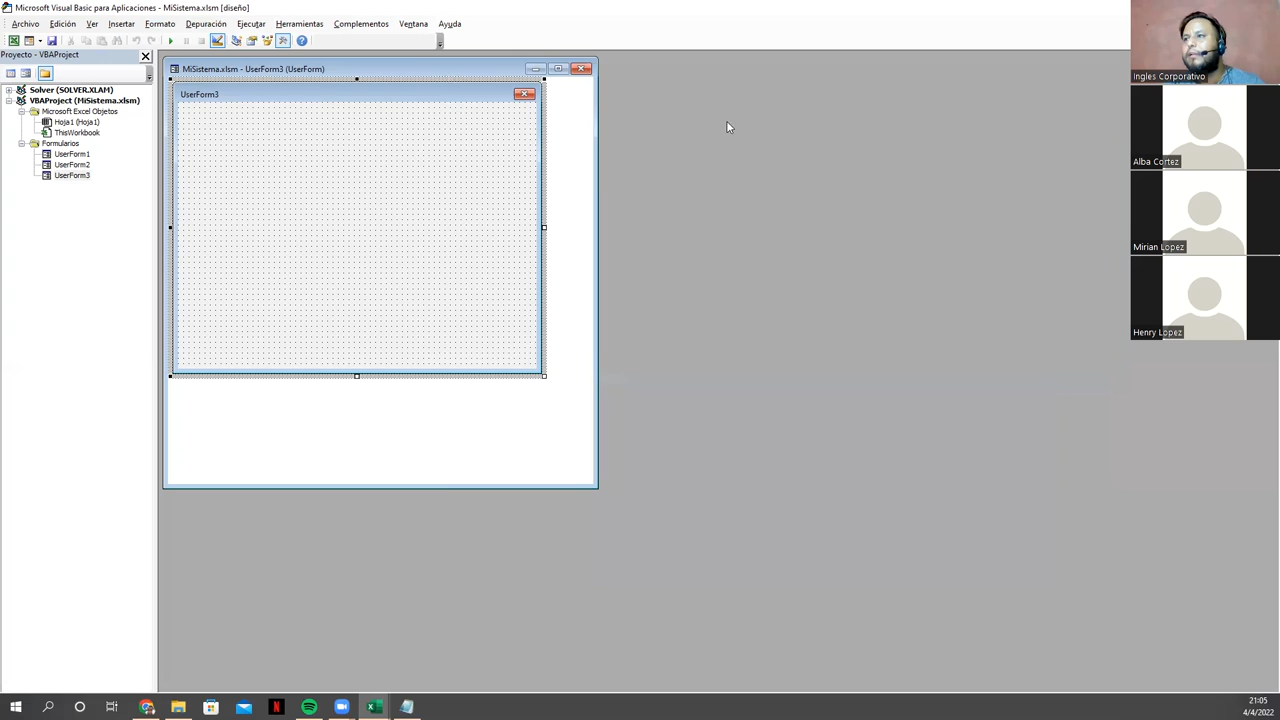 Microsoft Visual Basic para Aplicaciones - MiSistema.xlsm [diseño]
Archivo Edición Ver Insertar Formato Depuración Ejecutar Herramientas Complementos Ventana Ayuda
Proyecto - VBAProject
Solver (SOLVER.XLAM)
VBAProject (MiSistema.xlsm)
Microsoft Excel Objetos
Hoja1 (Hoja1)
ThisWorkbook
Formularios
UserForm1
UserForm2
UserForm3
MiSistema.xlsm - UserForm3 (UserForm)
UserForm3
Ingles Corporativo
Alba Cortez
Mirian Lopez
Henry Lopez
21:05
4/4/2022